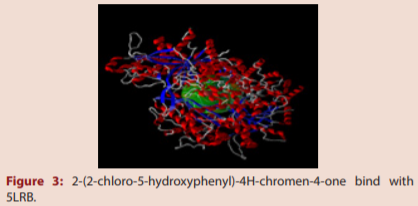 Figure 3: 2-(2-chloro-5-hydroxyphenyl)-4H-chromen-4-one bind with
5LRB.